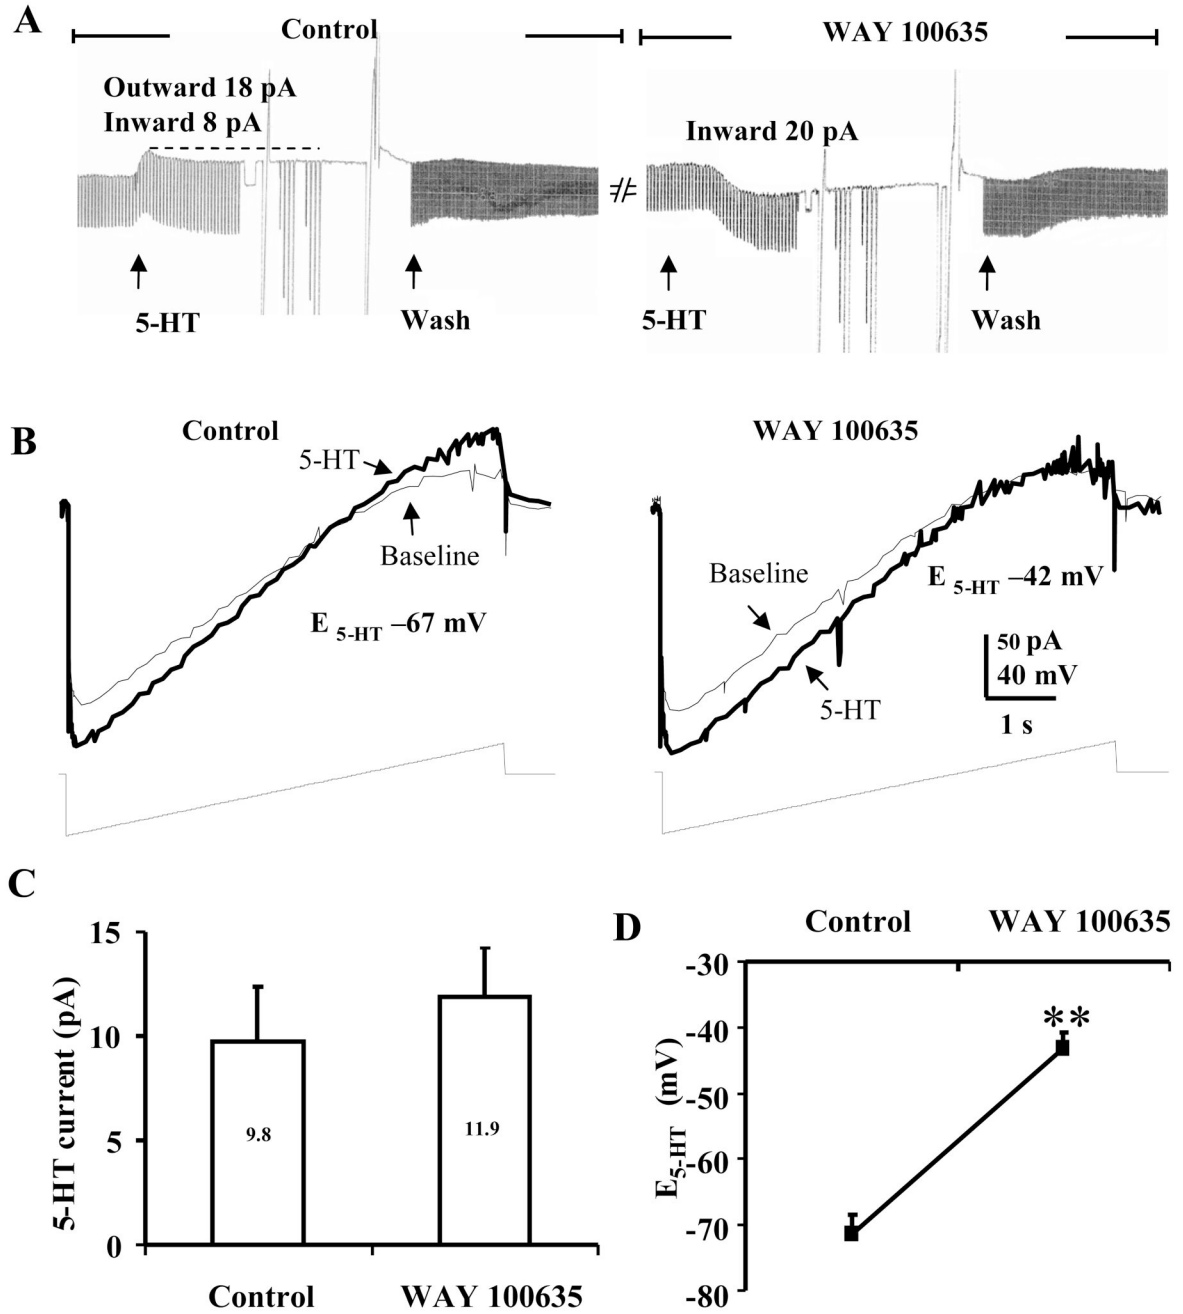 A
Control
WAY 100635
Outward 18 pA
Inward 8 pA
Inward 20 pA
5-HT
Wash
5-HT
Wash
B
Control
WAY 100635
5-HT
Baseline
E 5-HT –67 mV
Baseline
E 5-HT –42 mV
5-HT
50 pA
40 mV
1 s
C
5-HT current (pA)
15
10
5
0
9.8
11.9
Control
WAY 100635
D
Control
WAY 100635
E5-HT (mV)
-30
-40
-50
-60
-70
-80
**